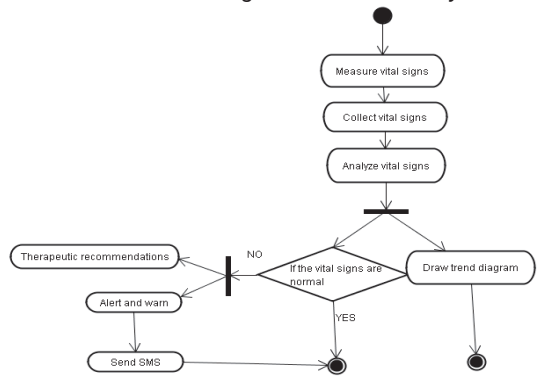 Measure vital signs
Collect vital signs
Analyze vital signs
NO
If the vital signs are
normal
Draw trend diagram
Therapeutic recommendations
Alert and warn
YES
Send SMS